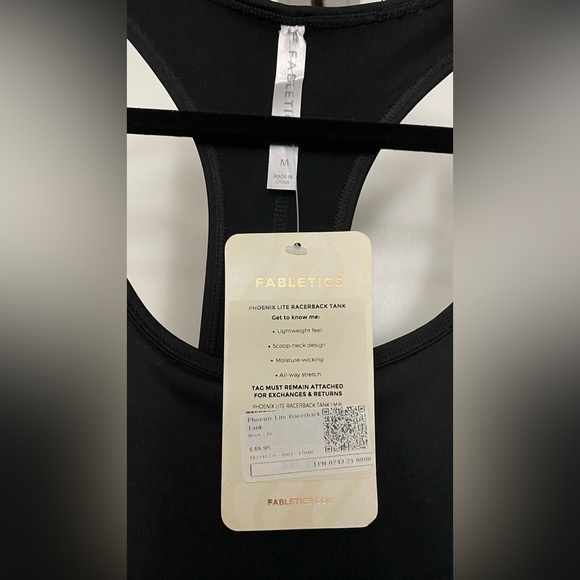 FABLETICS
M
MADE IN
CHINA
FABLETICS
PHOENIX LITE RACERBACK TANK
Get to know me:
• Lightweight feel
• Scoop-neck design
• Moisture-wicking
• All-way stretch
TAG MUST REMAIN ATTACHED
FOR EXCHANGES & RETURNS
PHOENIX LITE RACERBACK TANK
Phoenix Lite Racerback
Tank
Black
$49.95
FABLETICS.COM